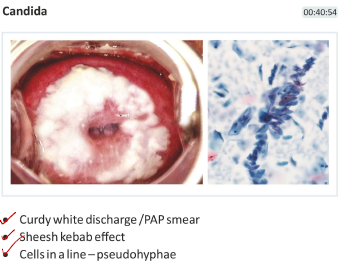 Candida
00:40:54
Curdy white discharge /PAP smear
Sheesh kebab effect
Cells in a line – pseudohyphae